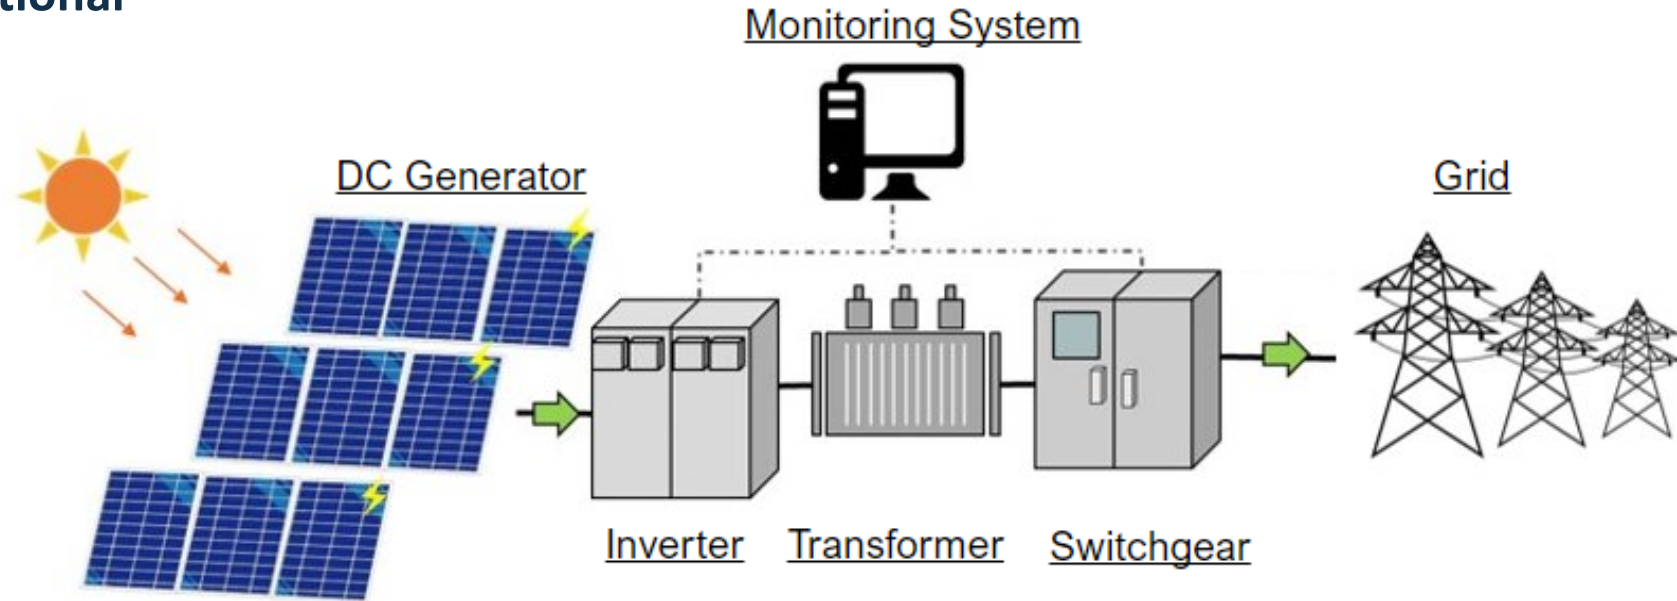 Monitoring System
DC Generator
Grid
Inverter
Transformer
Switchgear